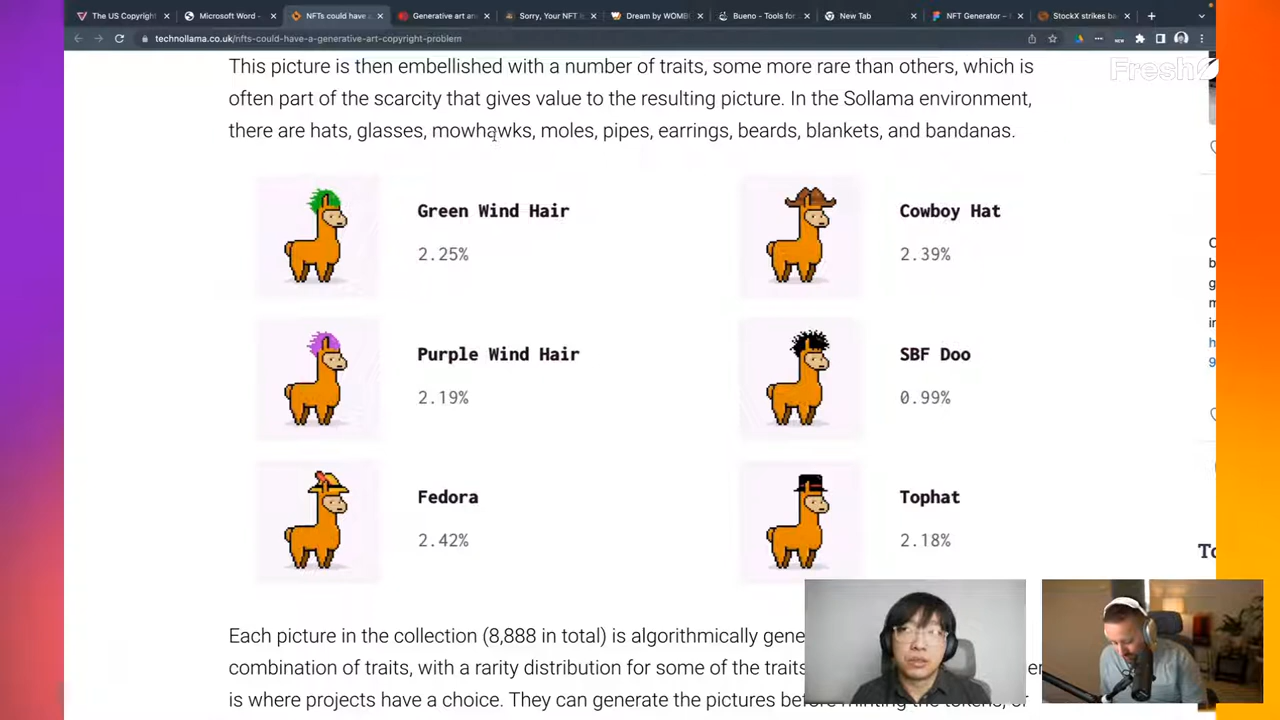 The US Copyright
Microsoft Word –
NFTs could have a
Generative art an
Sorry, Your NFT I
Dream by WOMB
Bueno - Tools for
New Tab
NFT Generator –
StockX strikes ba
technollama.co.uk/nfts-could-have-a-generative-art-copyright-problem
Fresh
This picture is then embellished with a number of traits, some more rare than others, which is
often part of the scarcity that gives value to the resulting picture. In the Sollama environment,
there are hats, glasses, mowhawks, moles, pipes, earrings, beards, blankets, and bandanas.
Green Wind Hair
2.25%
Cowboy Hat
2.39%
Purple Wind Hair
2.19%
SBF Doo
0.99%
Fedora
2.42%
Tophat
2.18%
Each picture in the collection (8,888 in total) is algorithmically gene
combination of traits, with a rarity distribution for some of the traits
is where projects have a choice. They can generate the pictures before minting the tokens, or